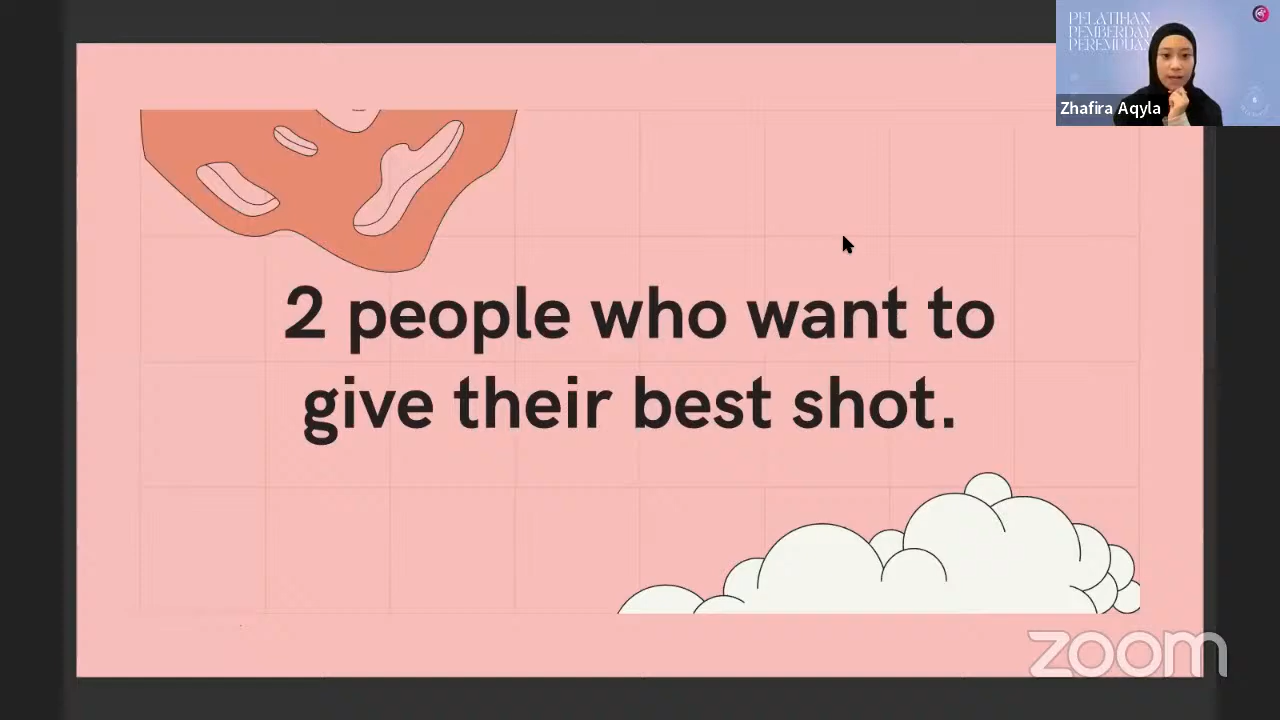 PELATIHAN
PEMBERDAYA
PEREMPUAN
Zhafira Aqyla
2 people who want to
give their best shot.
zoom